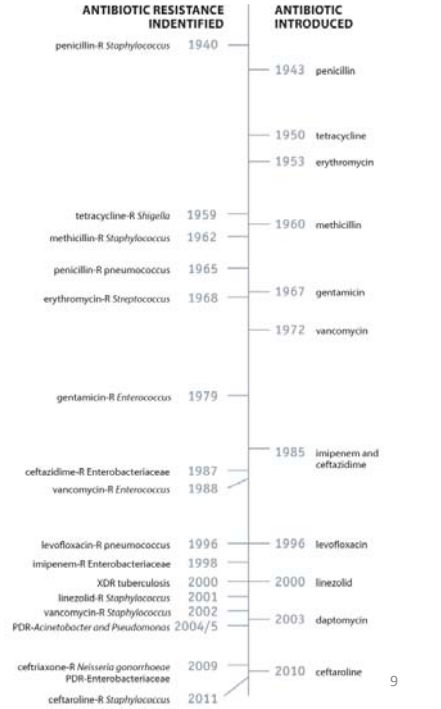 ANTIBIOTIC RESISTANCE
INDENTIFIED
ANTIBIOTIC
INTRODUCED
penicillin-R Staphylococcus 1940
1943 penicillin
1950 tetracycline
1953 erythromycin
tetracycline-R Shigella 1959
1960 methicillin
methicillin-R Staphylococcus 1962
penicillin-R pneumococcus 1965
1967 gentamicin
erythromycin-R Streptococcus 1968
1972 vancomycin
gentamicin-R Enterococcus 1979
1985 imipenem and
ceftazidime
ceftazidime-R Enterobacteriaceae 1987
vancomycin-R Enterococcus 1988
levofloxacin-R pneumococcus 1996
1996 levofloxacin
imipenem-R Enterobacteriaceae 1998
XDR tuberculosis 2000
2000 linezolid
linezolid-R Staphylococcus 2001
vancomycin-R Staphylococcus 2002
2003 daptomycin
PDR-Acinetobacter and Pseudomonas 2004/5
ceftriaxone-R Neisseria gonorrhoeae 2009
PDR-Enterobacteriaceae
2010 ceftaroline
9
ceftaroline-R Staphylococcus 2011